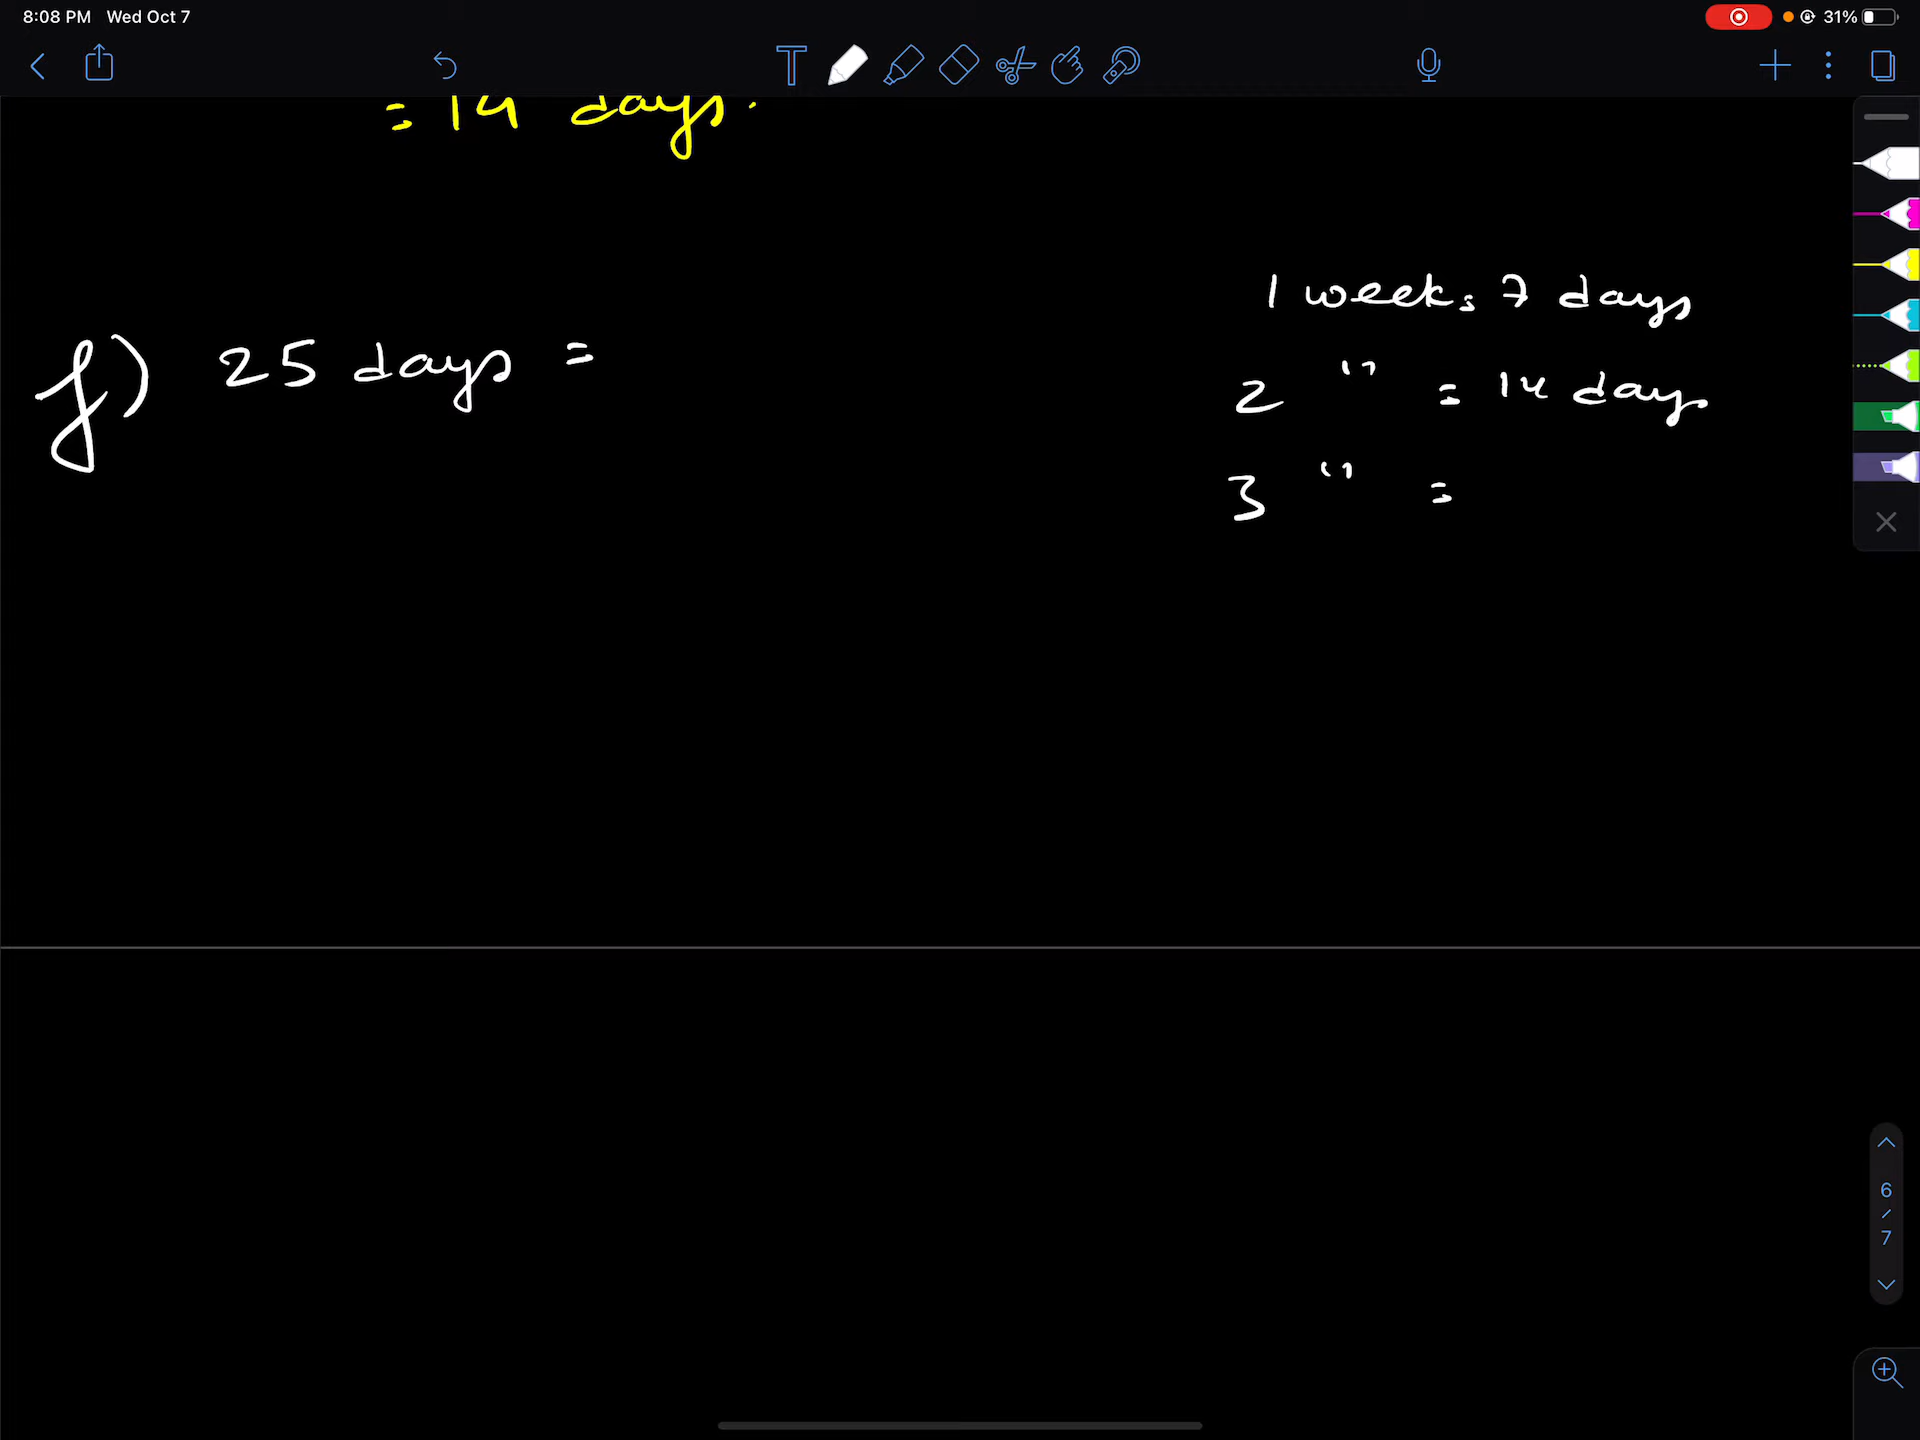 8:08 PM Wed Oct 7
31%
= 14 days.
1 week = 7 days
f) 25 days =
2 " = 14 days
3 " =
6
/
7